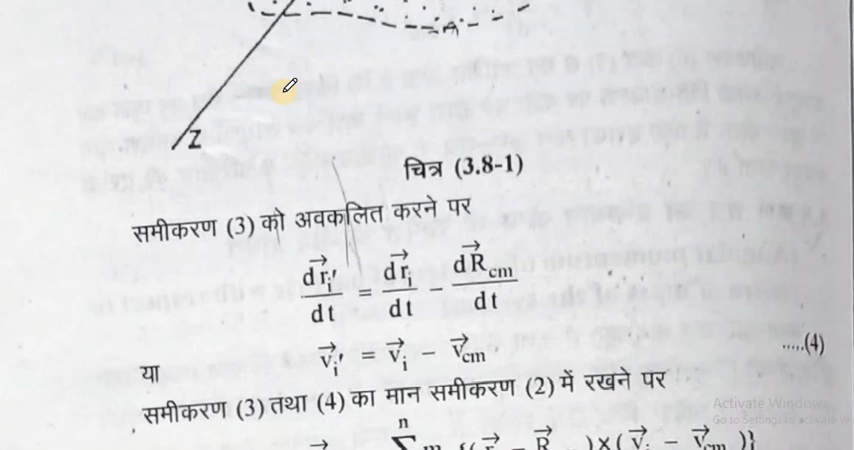 Z
चित्र (3.8-1)
समीकरण (3) को अवकलित करने पर
d r⃗ᵢ′/dt = d r⃗ᵢ/dt − d R⃗cm/dt
या v⃗ᵢ′ = v⃗ᵢ − v⃗cm .....(4)
समीकरण (3) तथा (4) का मान समीकरण (2) में रखने पर
Activate Windows
Go to Settings to activate W
n
∑ − R⃗ )×( v⃗ᵢ − v⃗cm )}